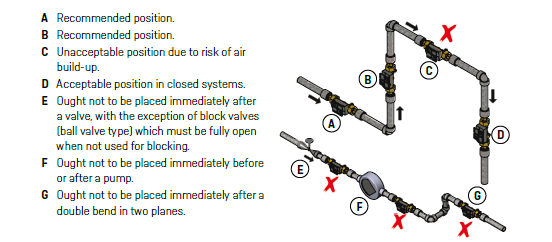 A Recommended position.
B Recommended position.
C Unacceptable position due to risk of air
build-up.
D Acceptable position in closed systems.
E Ought not to be placed immediately after
a valve, with the exception of block valves
(ball valve type) which must be fully open
when not used for blocking.
F Ought not to be placed immediately before
or after a pump.
G Ought not to be placed immediately after a
double bend in two planes.
C
B
A
D
E
G
F